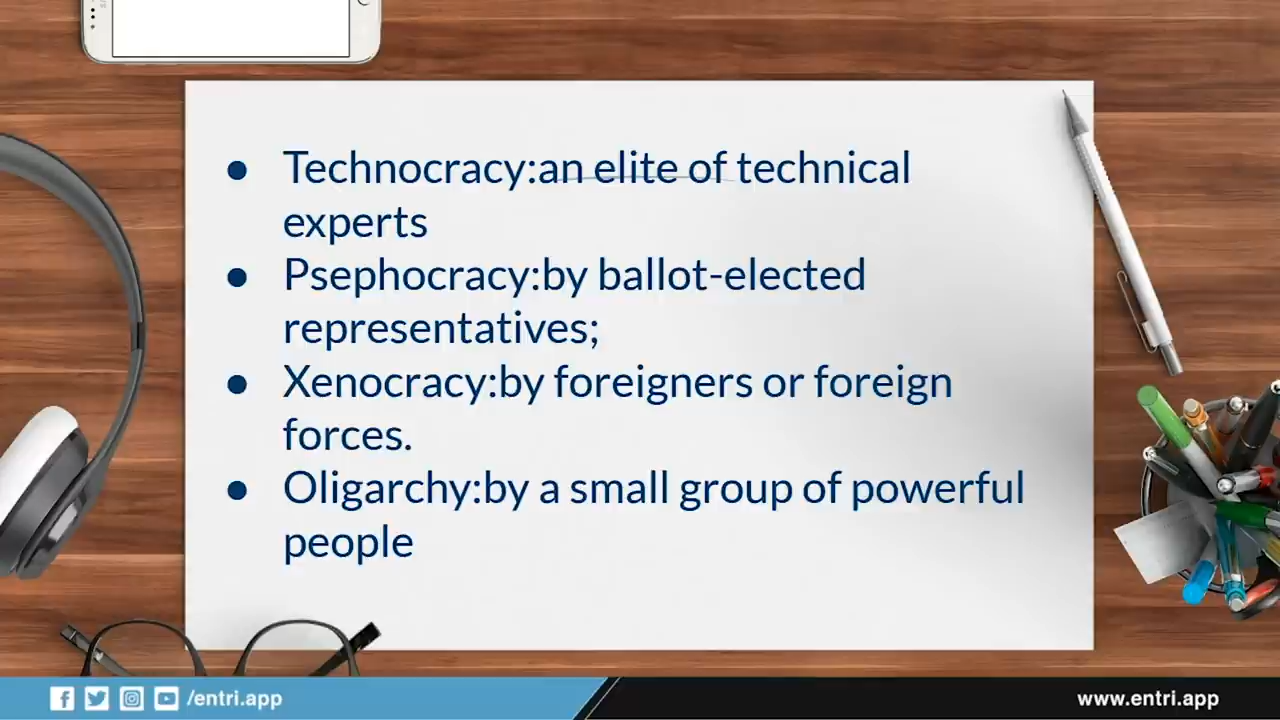 ● Technocracy:an elite of technical
experts
● Psephocracy:by ballot-elected
representatives;
● Xenocracy:by foreigners or foreign
forces.
● Oligarchy:by a small group of powerful
people
/entri.app
www.entri.app